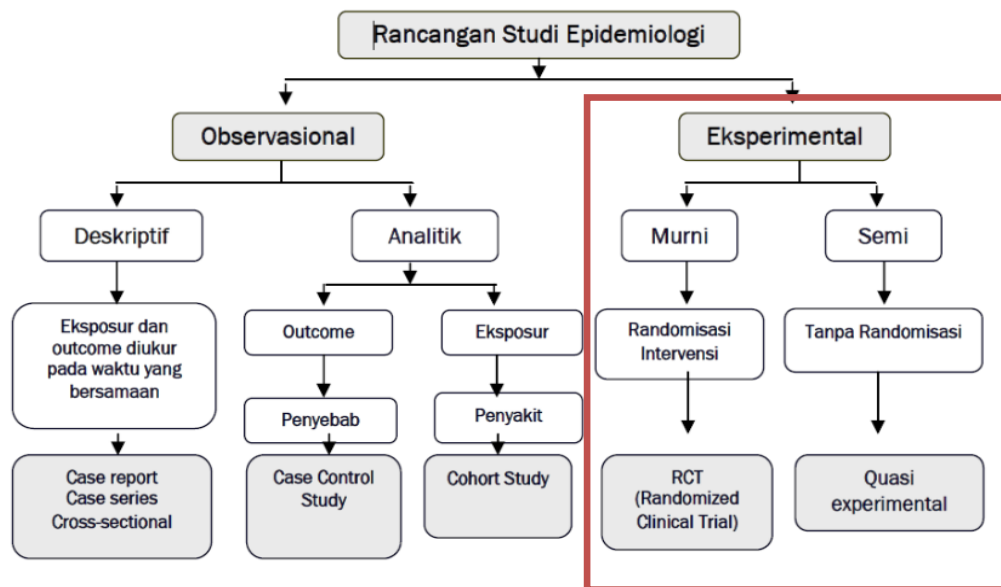 Rancangan Studi Epidemiologi
Observasional
Eksperimental
Deskriptif
Analitik
Murni
Semi
Eksposur dan
outcome diukur
pada waktu yang
bersamaan
Outcome
Eksposur
Randomisasi
Intervensi
Tanpa Randomisasi
Penyebab
Penyakit
Case report
Case series
Cross-sectional
Case Control
Study
Cohort Study
RCT
(Randomized
Clinical Trial)
Quasi
experimental